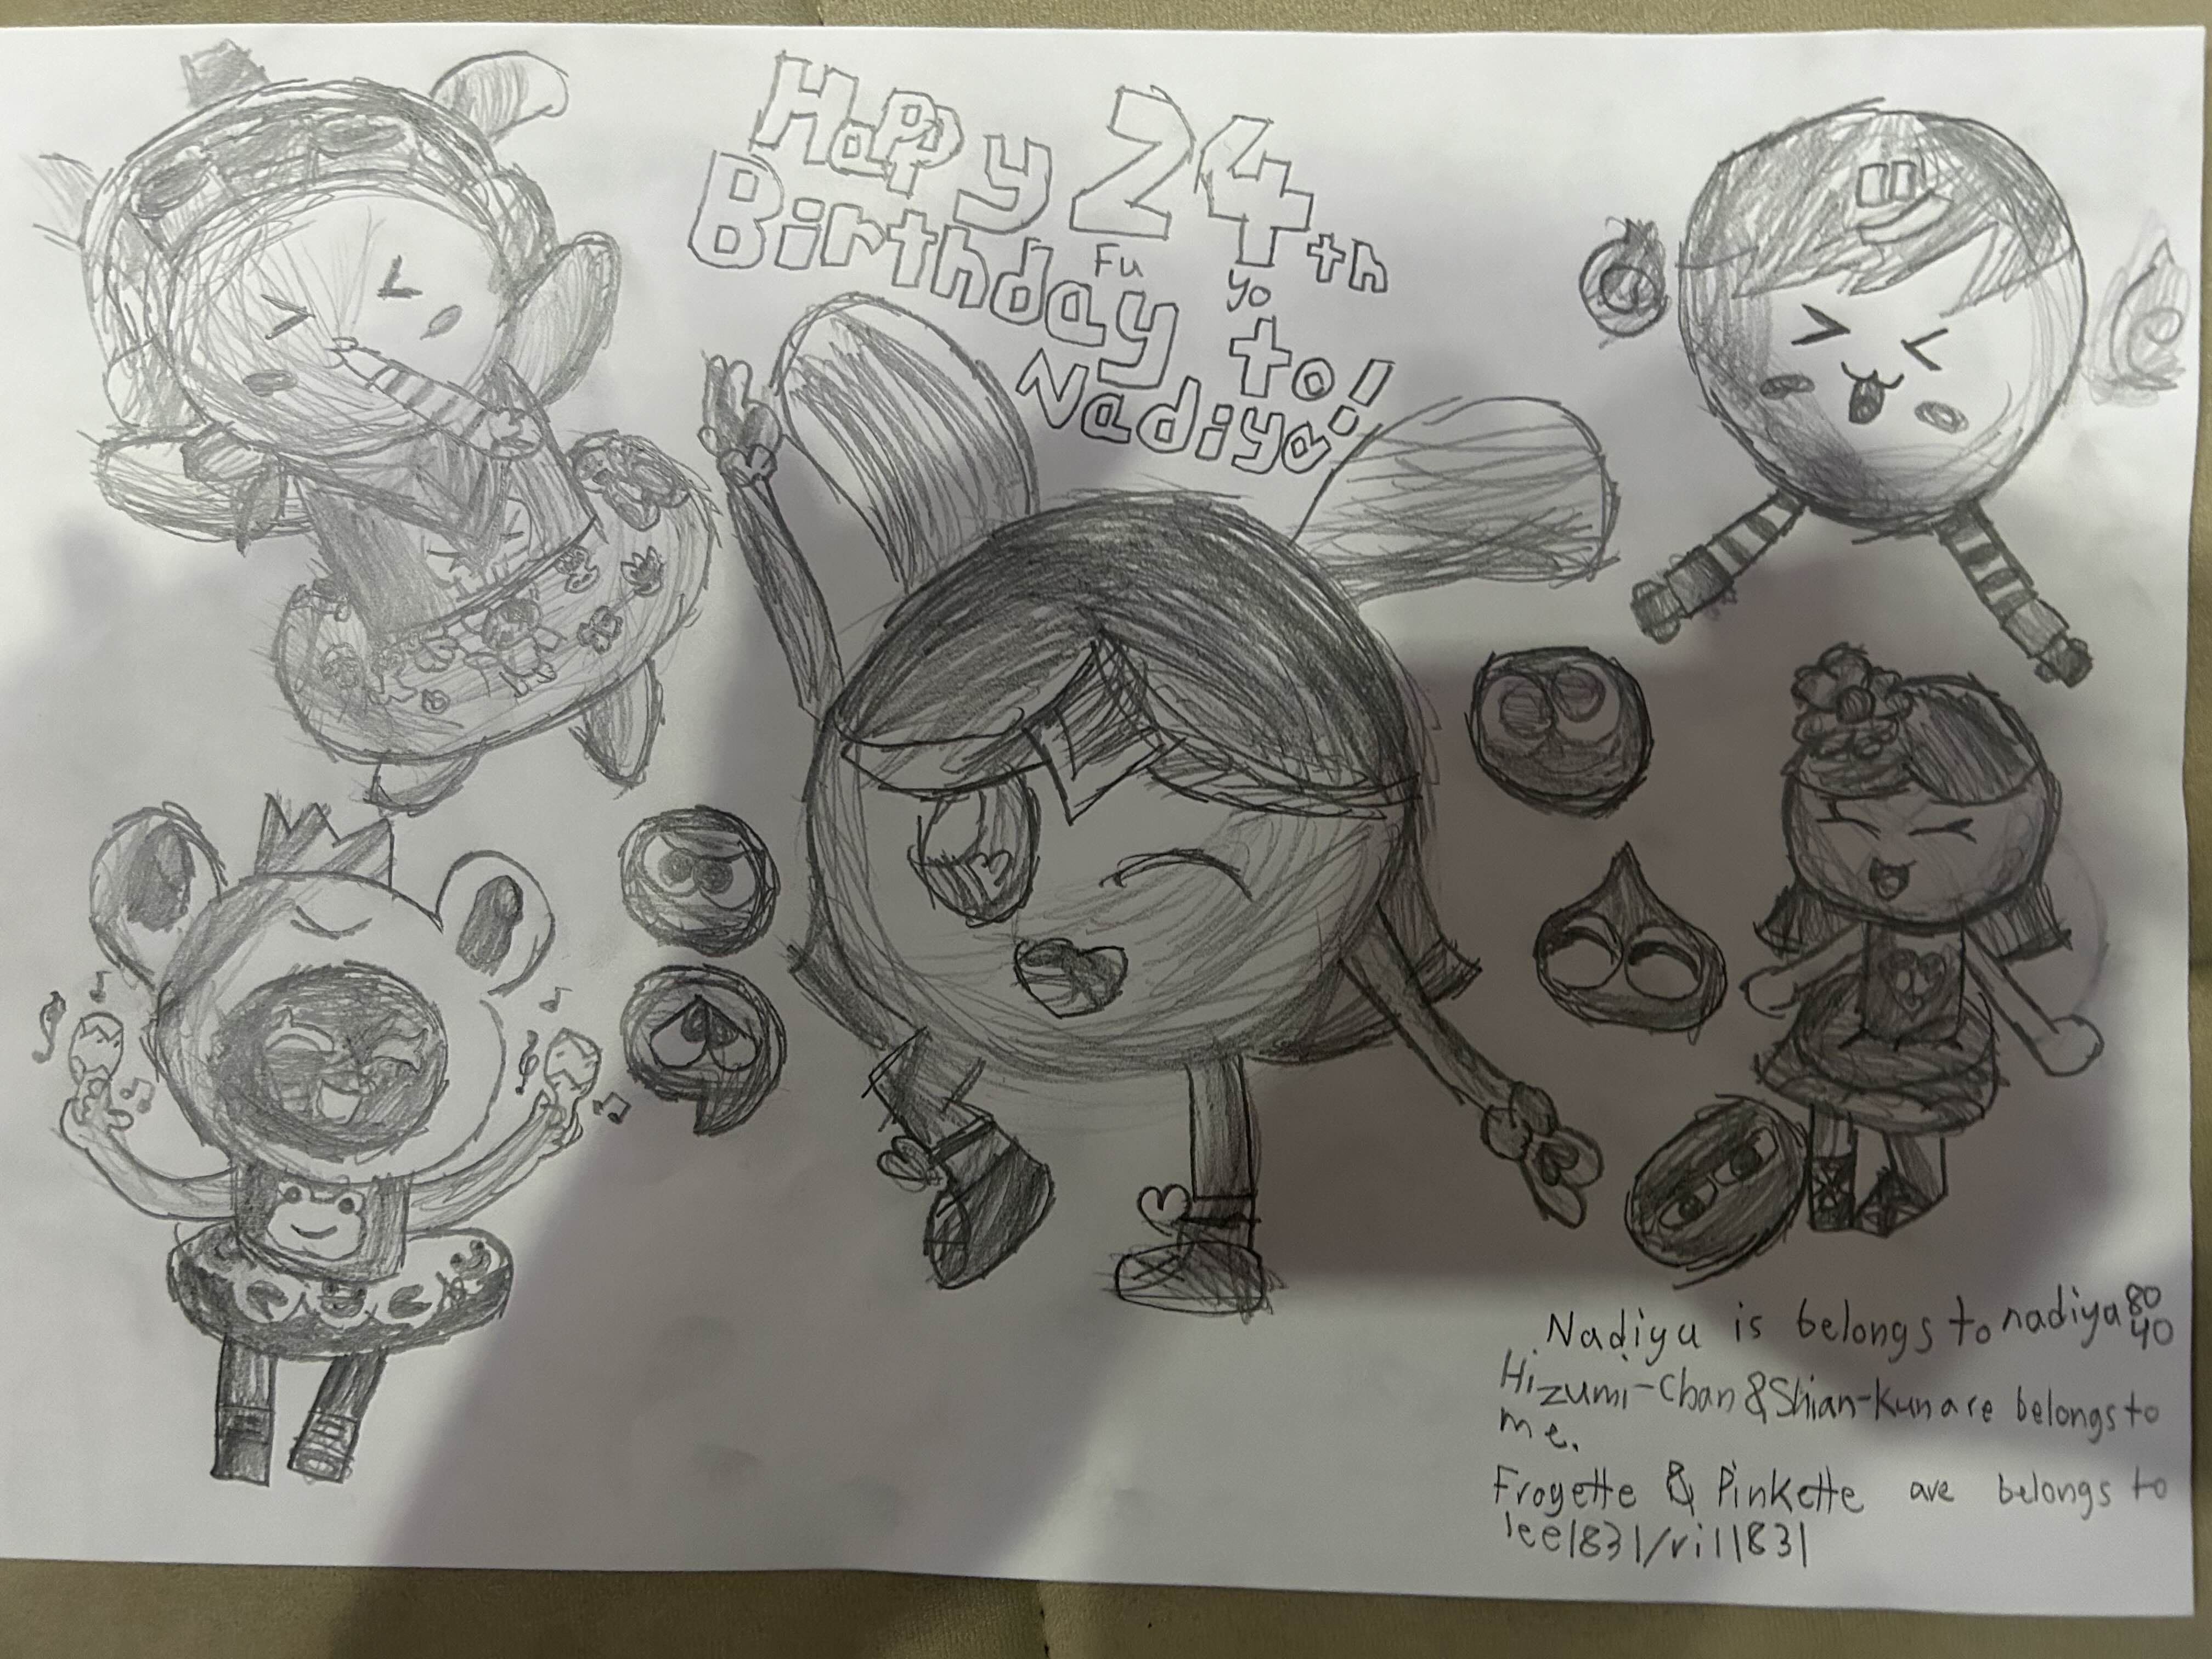 Happy 24th
Birthday to
Fu yo
Nadiya!
Nadiya is belongs to nadiya8040
Hizumi-Chan & Shian-Kun are belongs to
me.
Frogette & Pinkette are belongs to
lee1831/ril1831